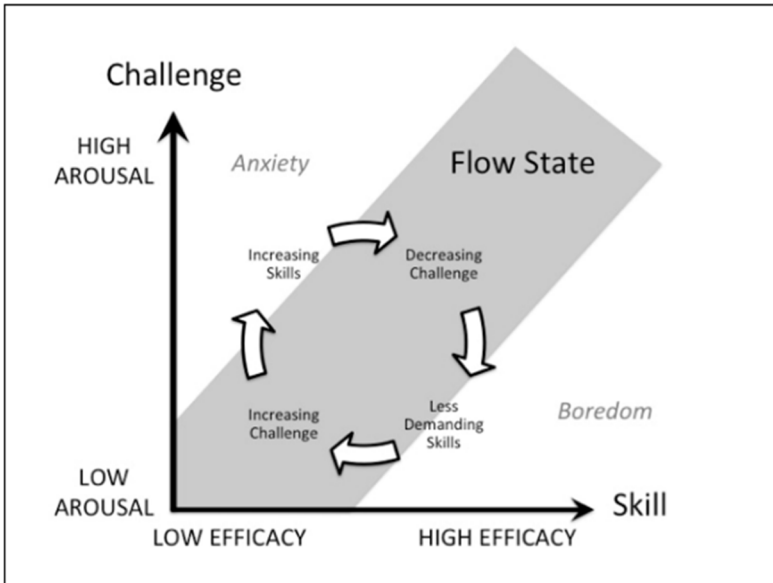 Challenge
HIGH
AROUSAL
Anxiety
Flow State
Increasing
Skills
Decreasing
Challenge
Increasing
Challenge
Less
Demanding
Skills
Boredom
LOW
AROUSAL
Skill
LOW EFFICACY
HIGH EFFICACY